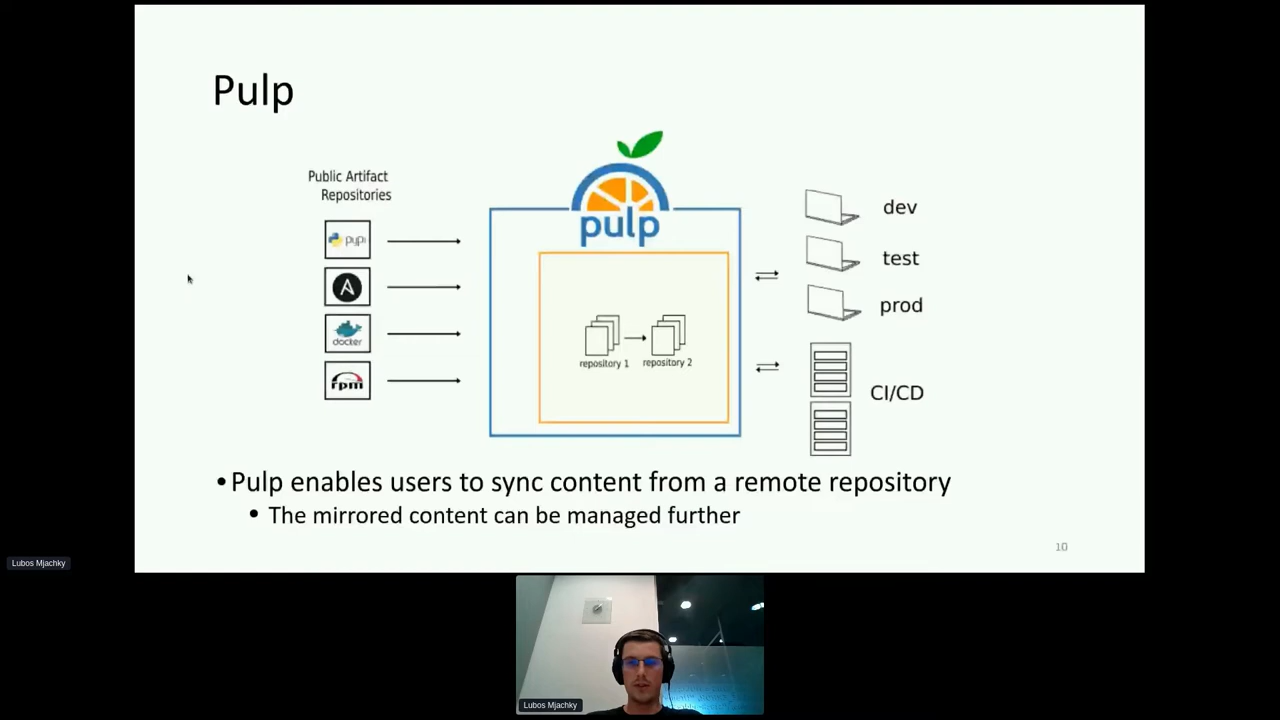 Pulp
Public Artifact
Repositories
pypi
docker
rpm
pulp
repository 1
repository 2
dev
test
prod
CI/CD
•Pulp enables users to sync content from a remote repository
• The mirrored content can be managed further
10
Lubos Mjachky
Lubos Mjachky